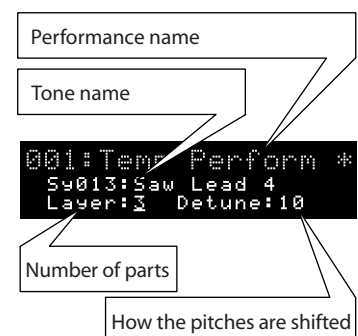 Performance name
Tone name
001:Temp Perform *
Sy013:Saw Lead 4
Layer:3 Detune:10
Number of parts
How the pitches are shifted